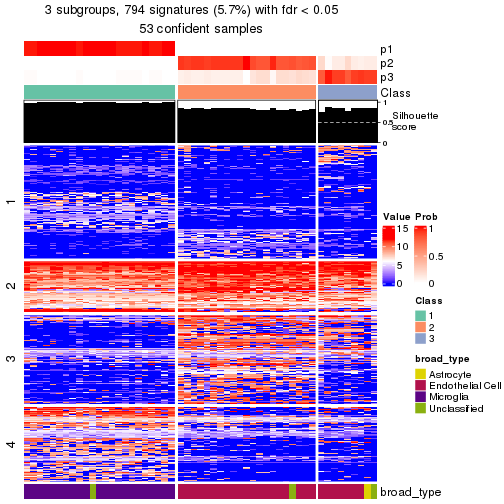 3 subgroups, 794 signatures (5.7%) with fdr < 0.05
53 confident samples
p1
p2
p3
Class
1
0.5
0
Silhouette
score
1
2
3
4
Value
15
10
5
0
Prob
1
0.5
0
Class
1
2
3
broad_type
Astrocyte
Endothelial Cell
Microglia
Unclassified
broad_type